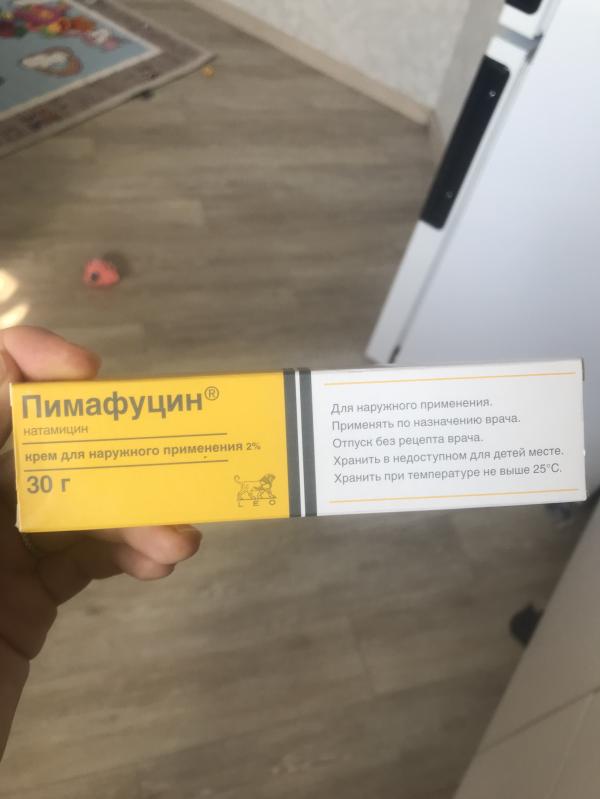 Пимафуцин®
натамицин
крем для наружного применения 2%
30 г
LEO
Для наружного применения.
Применять по назначению врача.
Отпуск без рецепта врача.
Хранить в недоступном для детей месте.
Хранить при температуре не выше 25°C.